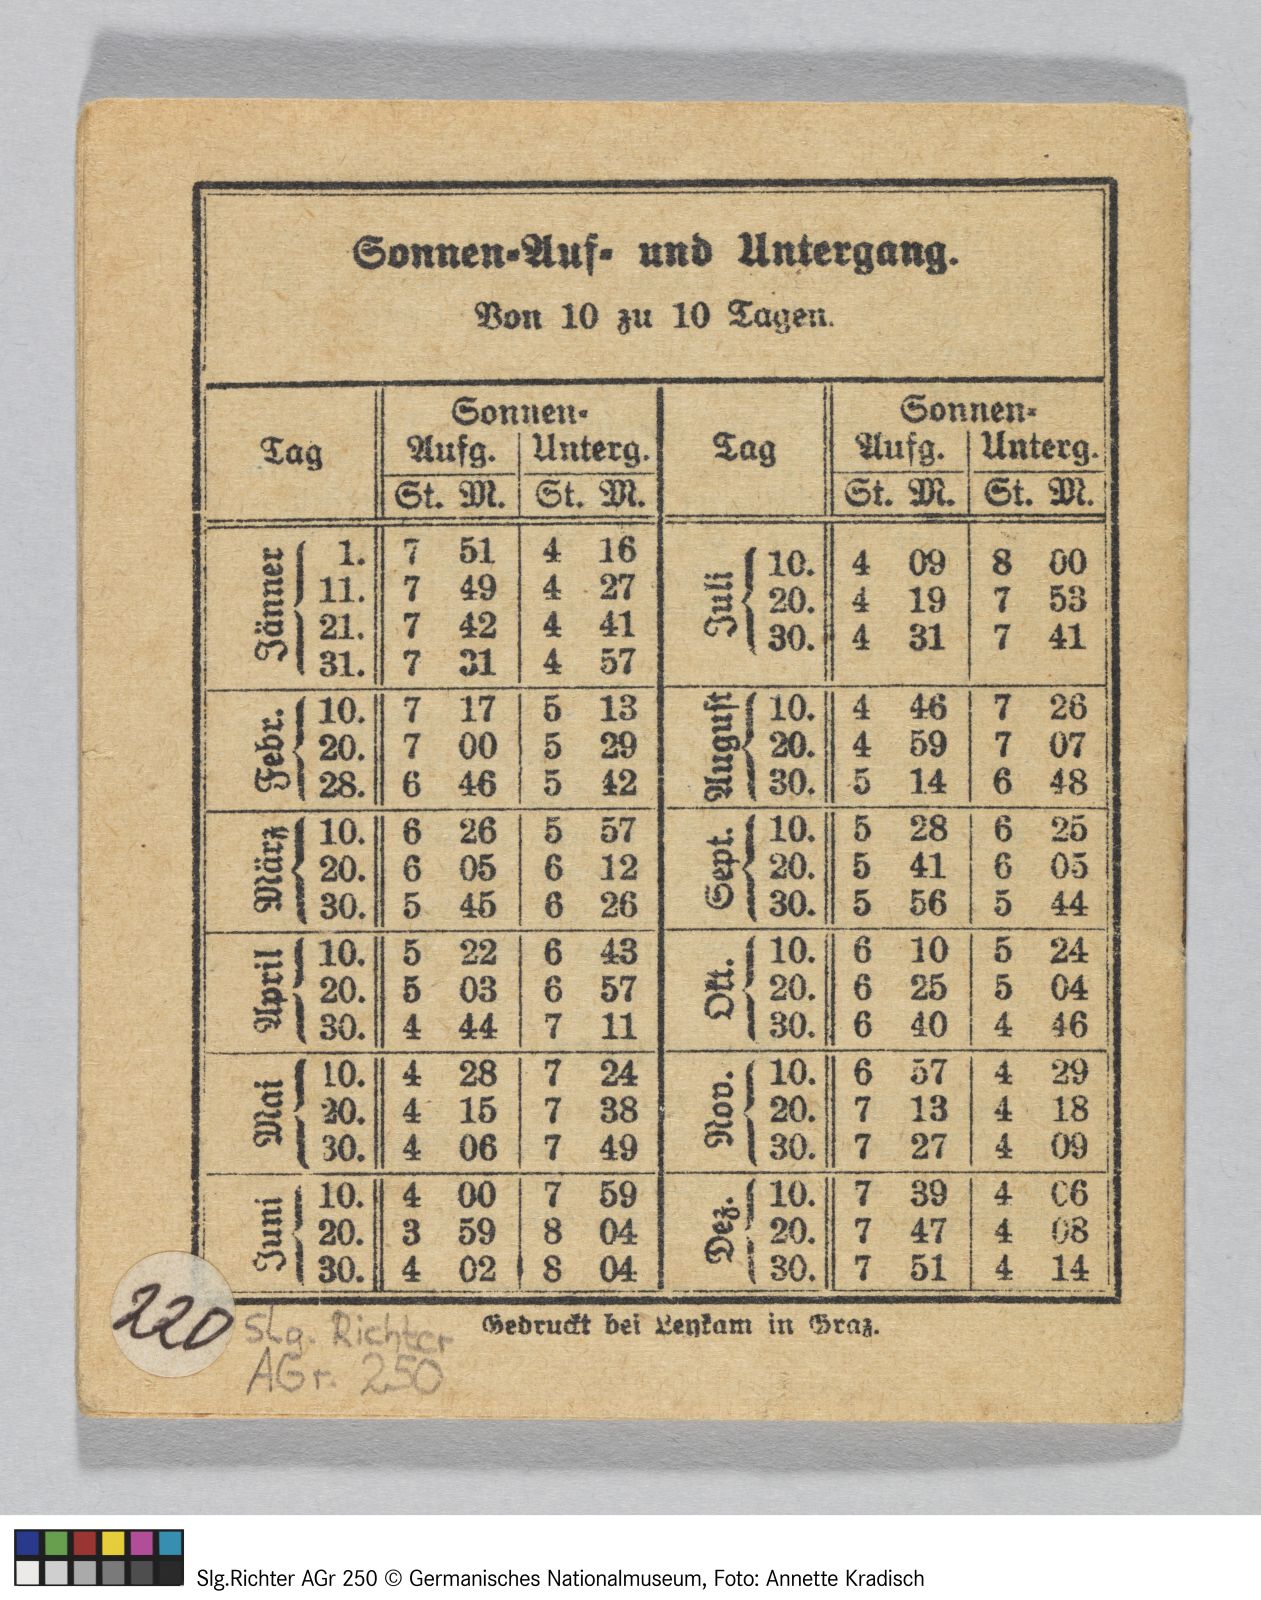 Sonnen-Auf- und Untergang.
Von 10 zu 10 Tagen.
Tag Sonnen- Tag Sonnen-
Aufg. Unterg. Aufg. Unterg.
St. M. St. M. St. M. St. M.
Jänner
1. 7 51 4 16
11. 7 49 4 27
21. 7 42 4 41
31. 7 31 4 57
Febr.
10. 7 17 5 13
20. 7 00 5 29
28. 6 46 5 42
März
10. 6 26 5 57
20. 6 05 6 12
30. 5 45 6 26
April
10. 5 22 6 43
20. 5 03 6 57
30. 4 44 7 11
Mai
10. 4 28 7 24
20. 4 15 7 38
30. 4 06 7 49
Juni
10. 4 00 7 59
20. 3 59 8 04
30. 4 02 8 04
Juli
10. 4 09 8 00
20. 4 19 7 53
30. 4 31 7 41
August
10. 4 46 7 26
20. 4 59 7 07
30. 5 14 6 48
Sept.
10. 5 28 6 25
20. 5 41 6 05
30. 5 56 5 44
Okt.
10. 6 10 5 24
20. 6 25 5 04
30. 6 40 4 46
Nov.
10. 6 57 4 29
20. 7 13 4 18
30. 7 27 4 09
Dez.
10. 7 39 4 06
20. 7 47 4 08
30. 7 51 4 14
Gedruckt bei Leykam in Graz.
220
Slg. Richter
AGr. 250
Slg.Richter AGr 250 © Germanisches Nationalmuseum, Foto: Annette Kradisch